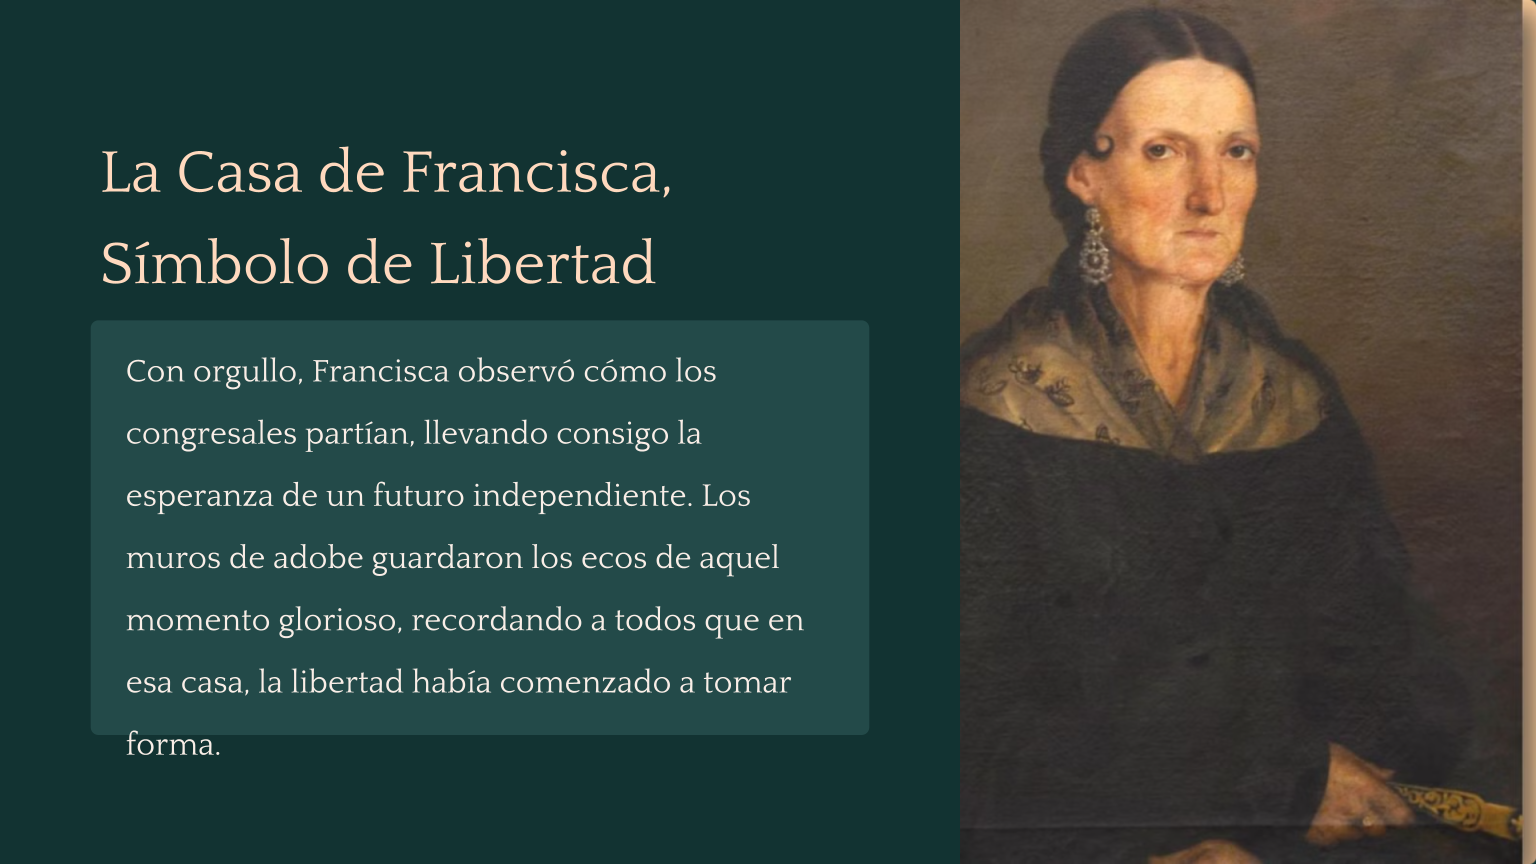 La Casa de Francisca,
Símbolo de Libertad
Con orgullo, Francisca observó cómo los
congresales partían, llevando consigo la
esperanza de un futuro independiente. Los
muros de adobe guardaron los ecos de aquel
momento glorioso, recordando a todos que en
esa casa, la libertad había comenzado a tomar
forma.